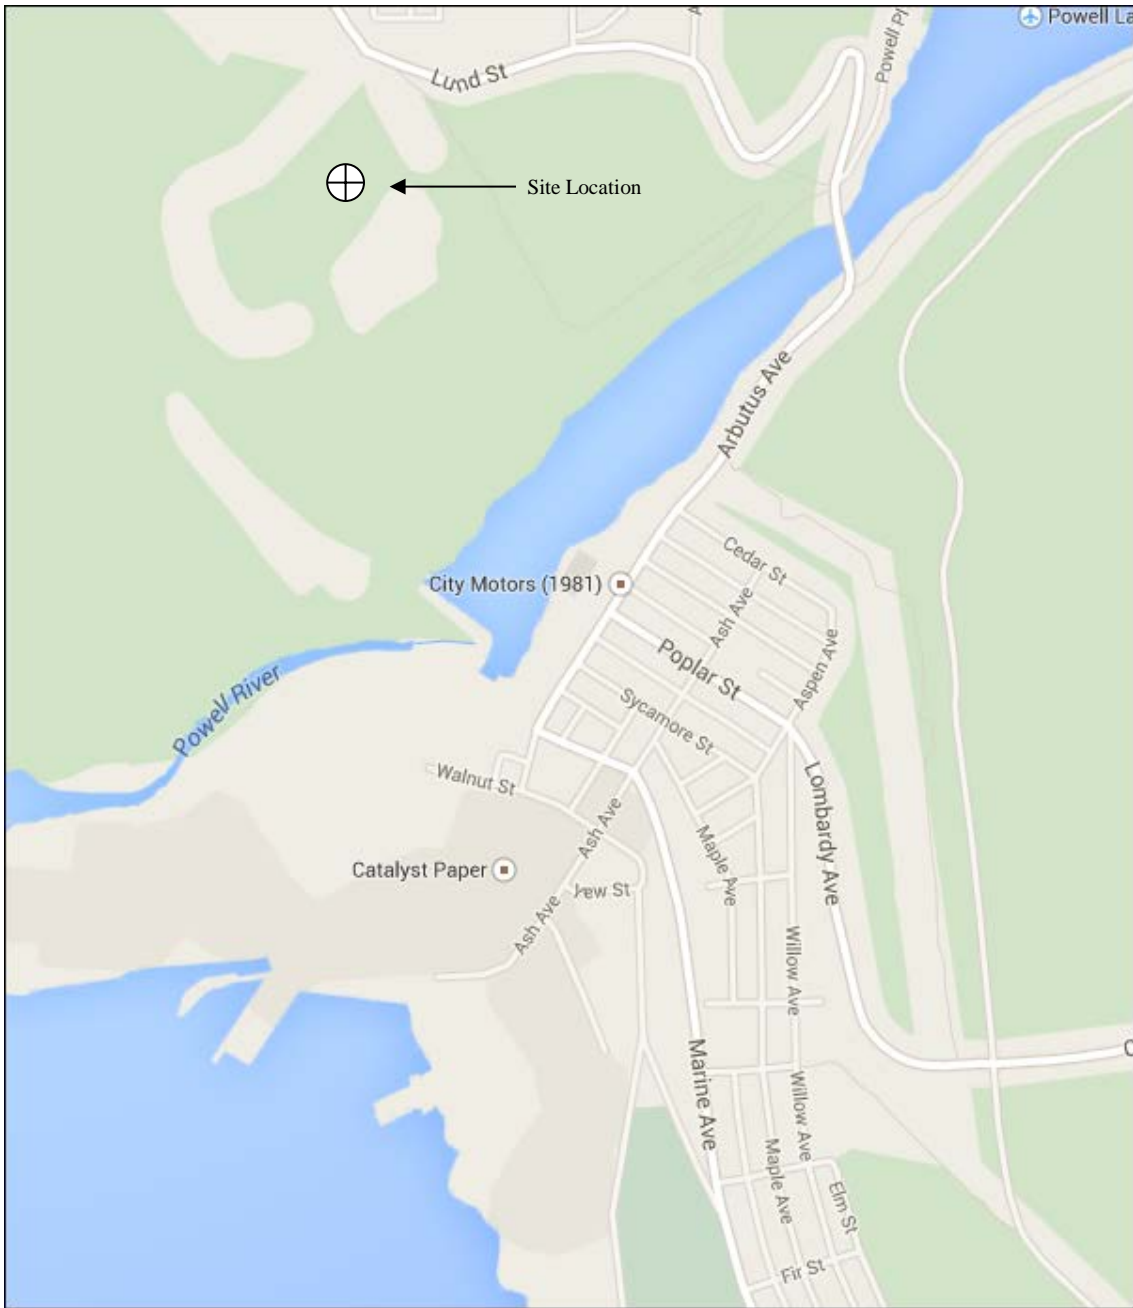 Powell La
Powell Pl
A
Lund St
Site Location
Arbutus Ave
Cedar St
City Motors (1981)
Ash Ave
Poplar St
Aspen Ave
Sycamore St
Powell River
Walnut St
Lombardy Ave
Ash Ave
Maple Ave
Catalyst Paper
Yew St
Ash Ave
Willow Ave
C
Marine Ave
Willow Ave
Maple Ave
Elm St
Fir St